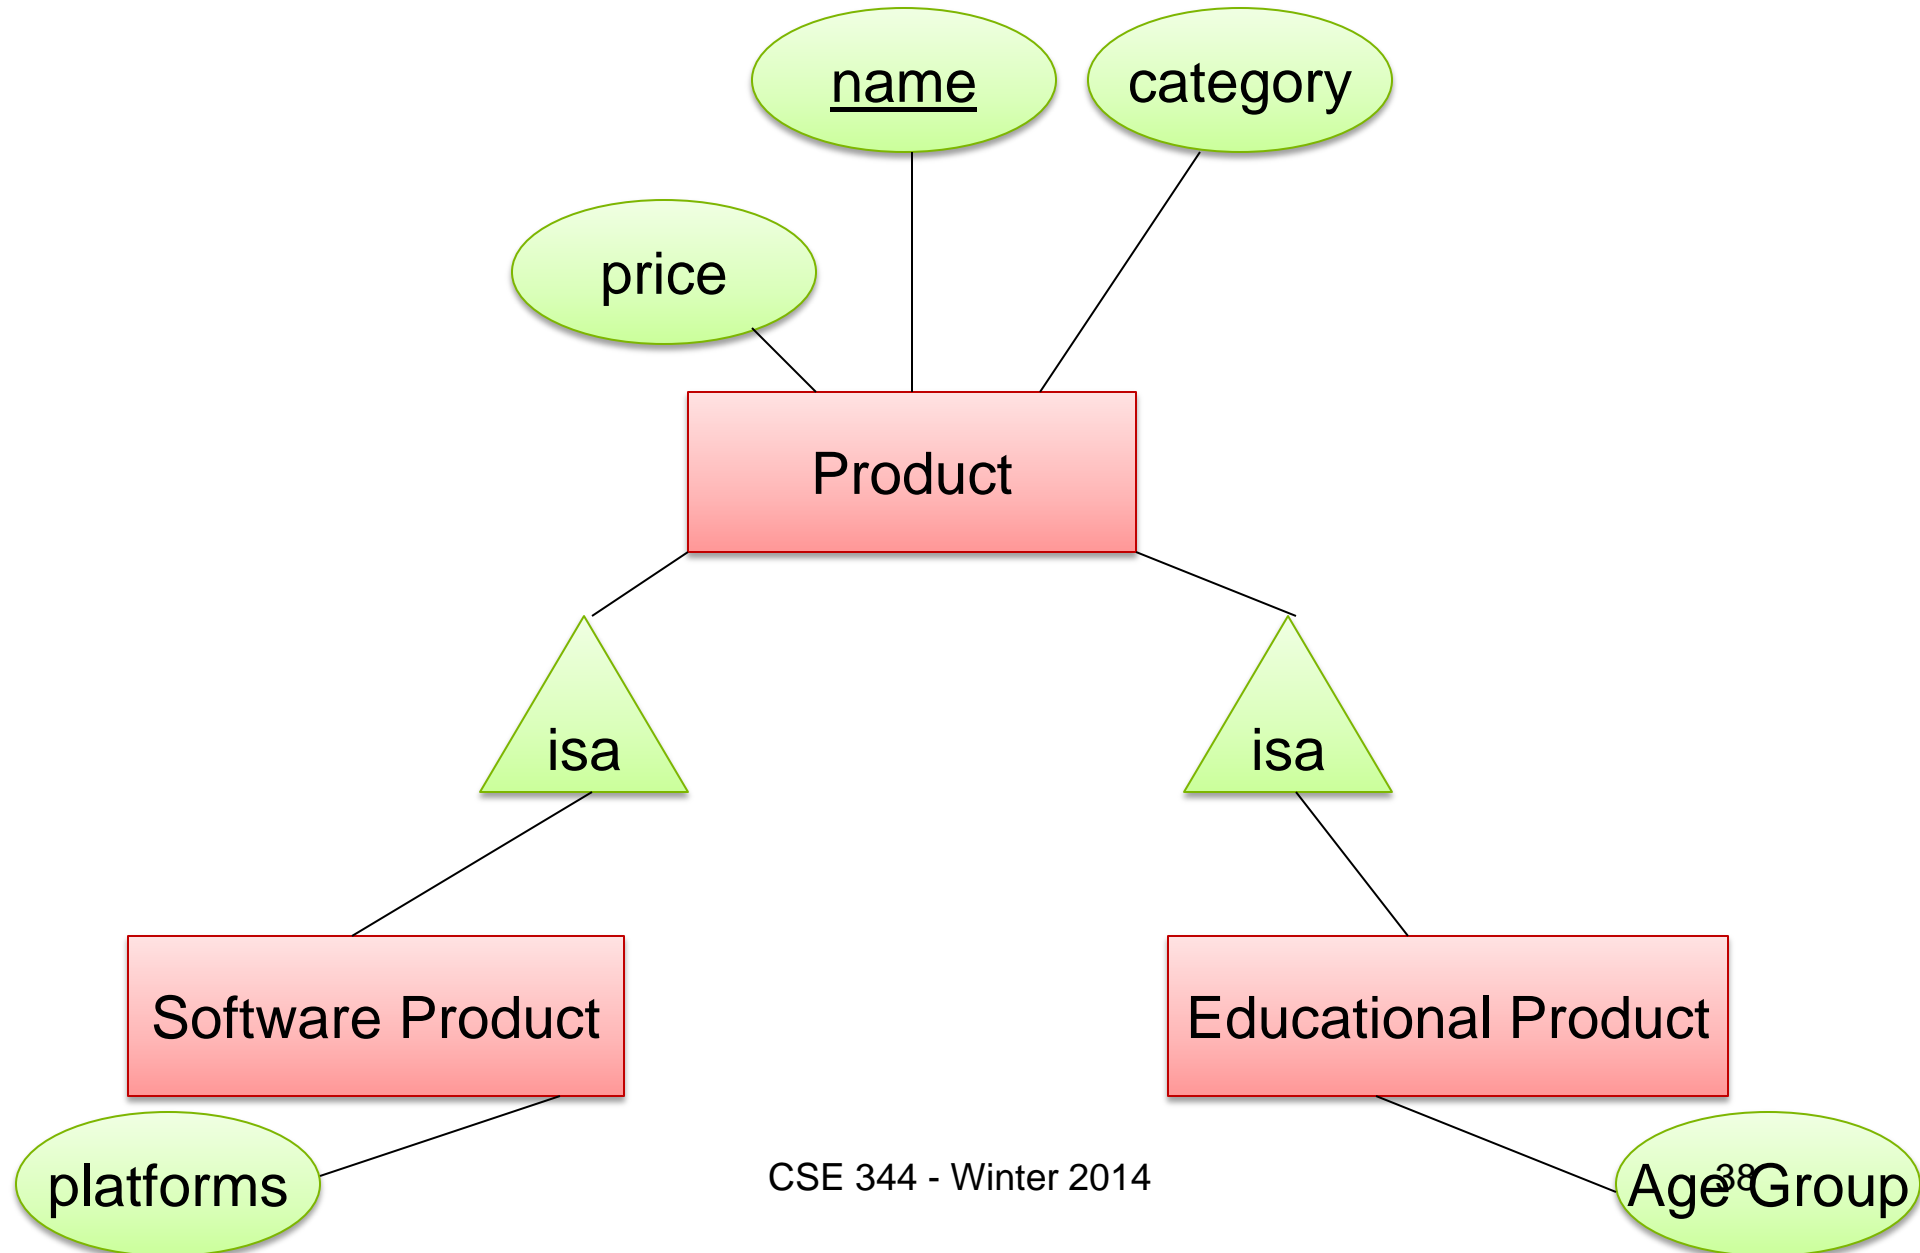 name
category
price
Product
isa
isa
Software Product
Educational Product
platforms
CSE 344 - Winter 2014
38
Age Group